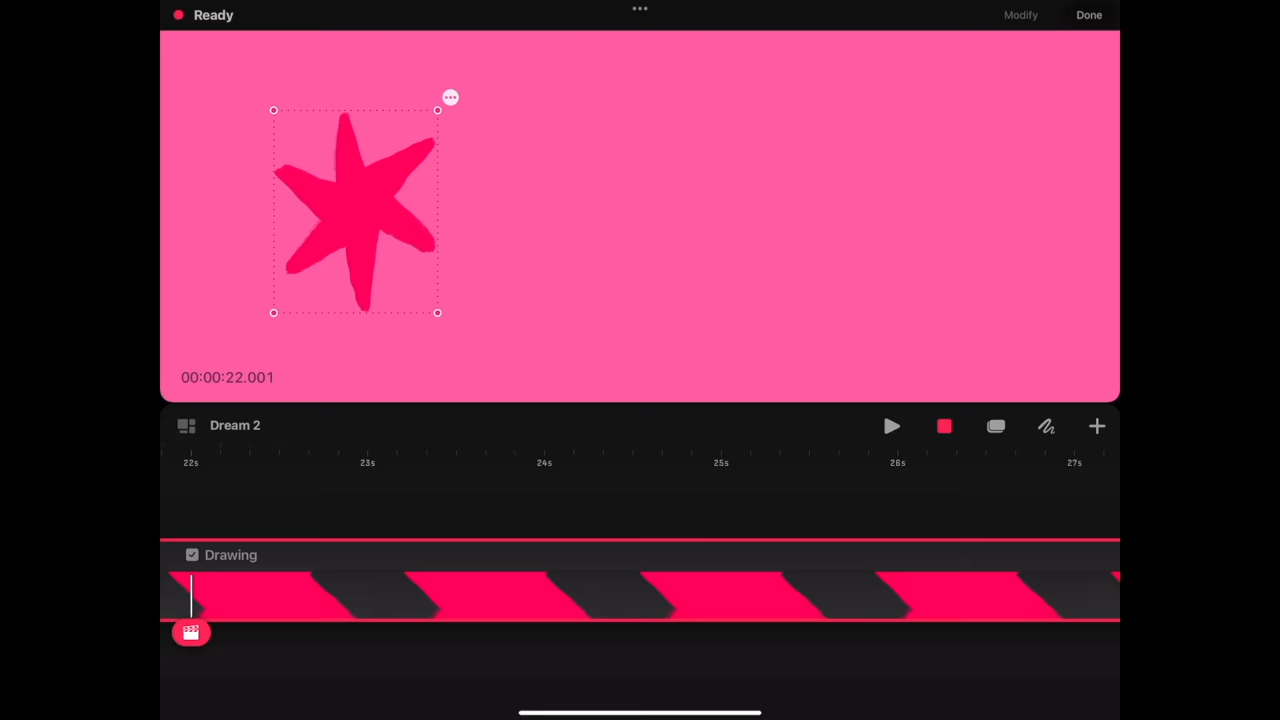 Ready
Modify
Done
00:00:22.001
Dream 2
22s
23s
24s
25s
26s
27s
Drawing